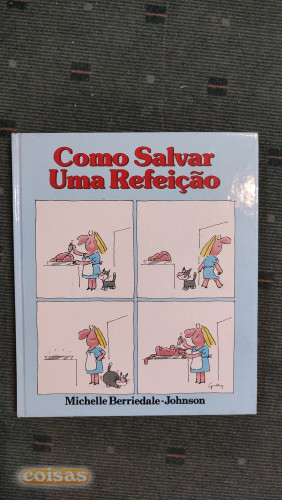 Como Salvar
Uma Refeição
Michelle Berriedale-Johnson
coisas